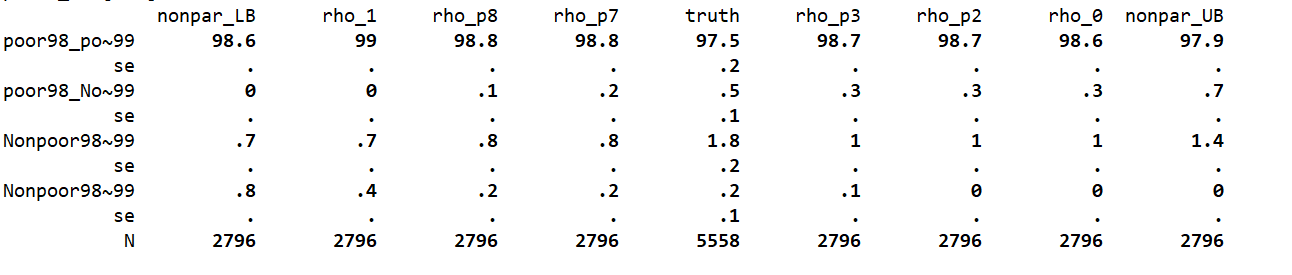 nonpar_LB rho_1 rho_p8 rho_p7 truth rho_p3 rho_p2 rho_0 nonpar_UB
poor98_po~99 98.6 99 98.8 98.8 97.5 98.7 98.7 98.6 97.9
se . . . . .2 . . . .
poor98_No~99 0 0 .1 .2 .5 .3 .3 .3 .7
se . . . . .1 . . . .
Nonpoor98~99 .7 .7 .8 .8 1.8 1 1 1 1.4
se . . . . .2 . . . .
Nonpoor98~99 .8 .4 .2 .2 .2 .1 0 0 0
se . . . . .1 . . . .
N 2796 2796 2796 2796 5558 2796 2796 2796 2796